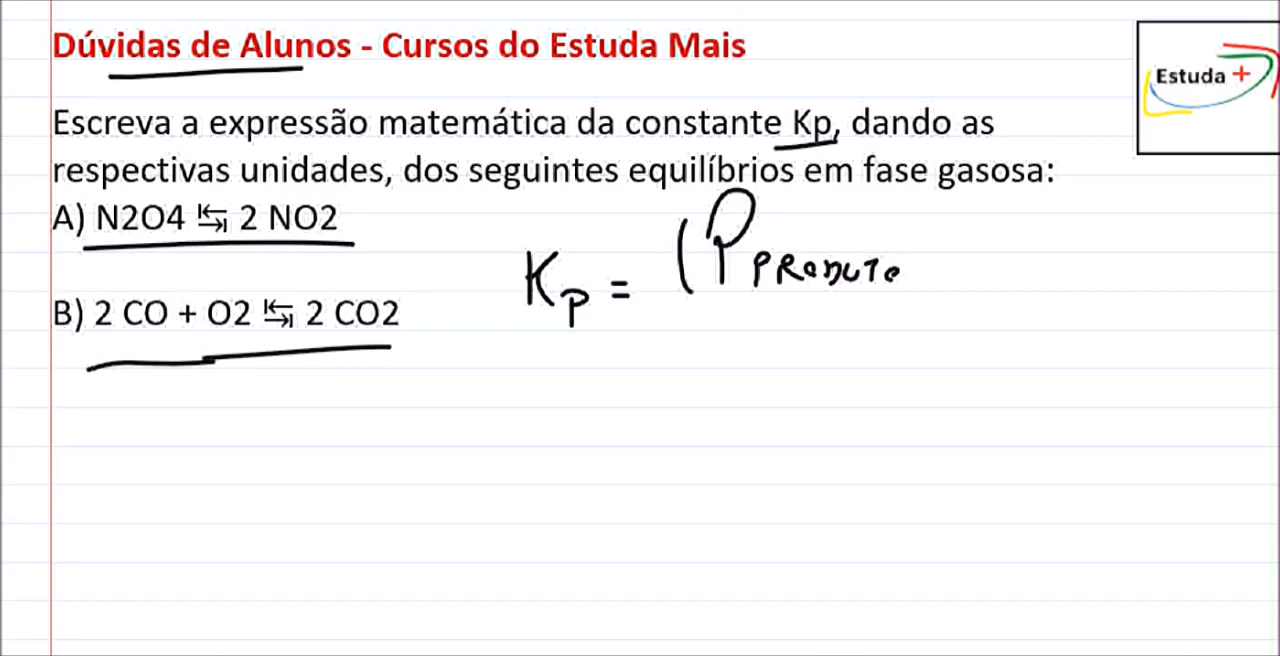 Dúvidas de Alunos - Cursos do Estuda Mais
Estuda +
Escreva a expressão matemática da constante Kp, dando as
respectivas unidades, dos seguintes equilíbrios em fase gasosa:
A) N2O4 ⇆ 2 NO2
Kp = (P PRODUTO
B) 2 CO + O2 ⇆ 2 CO2